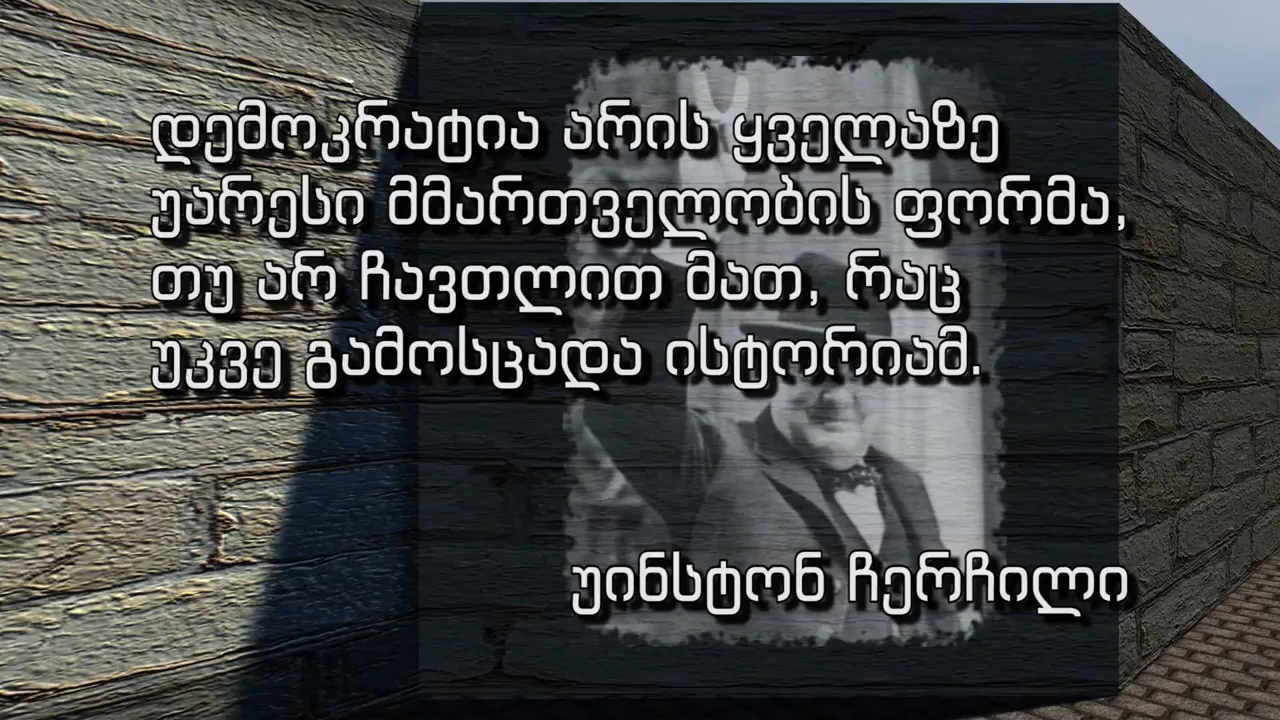 დემოკრატია არის ყველაზე
უარესი მმართველობის ფორმა,
თუ არ ჩავთლით მათ, რაც
უკვე გამოსცადა ისტორიამ.
უინსტონ ჩერჩილი